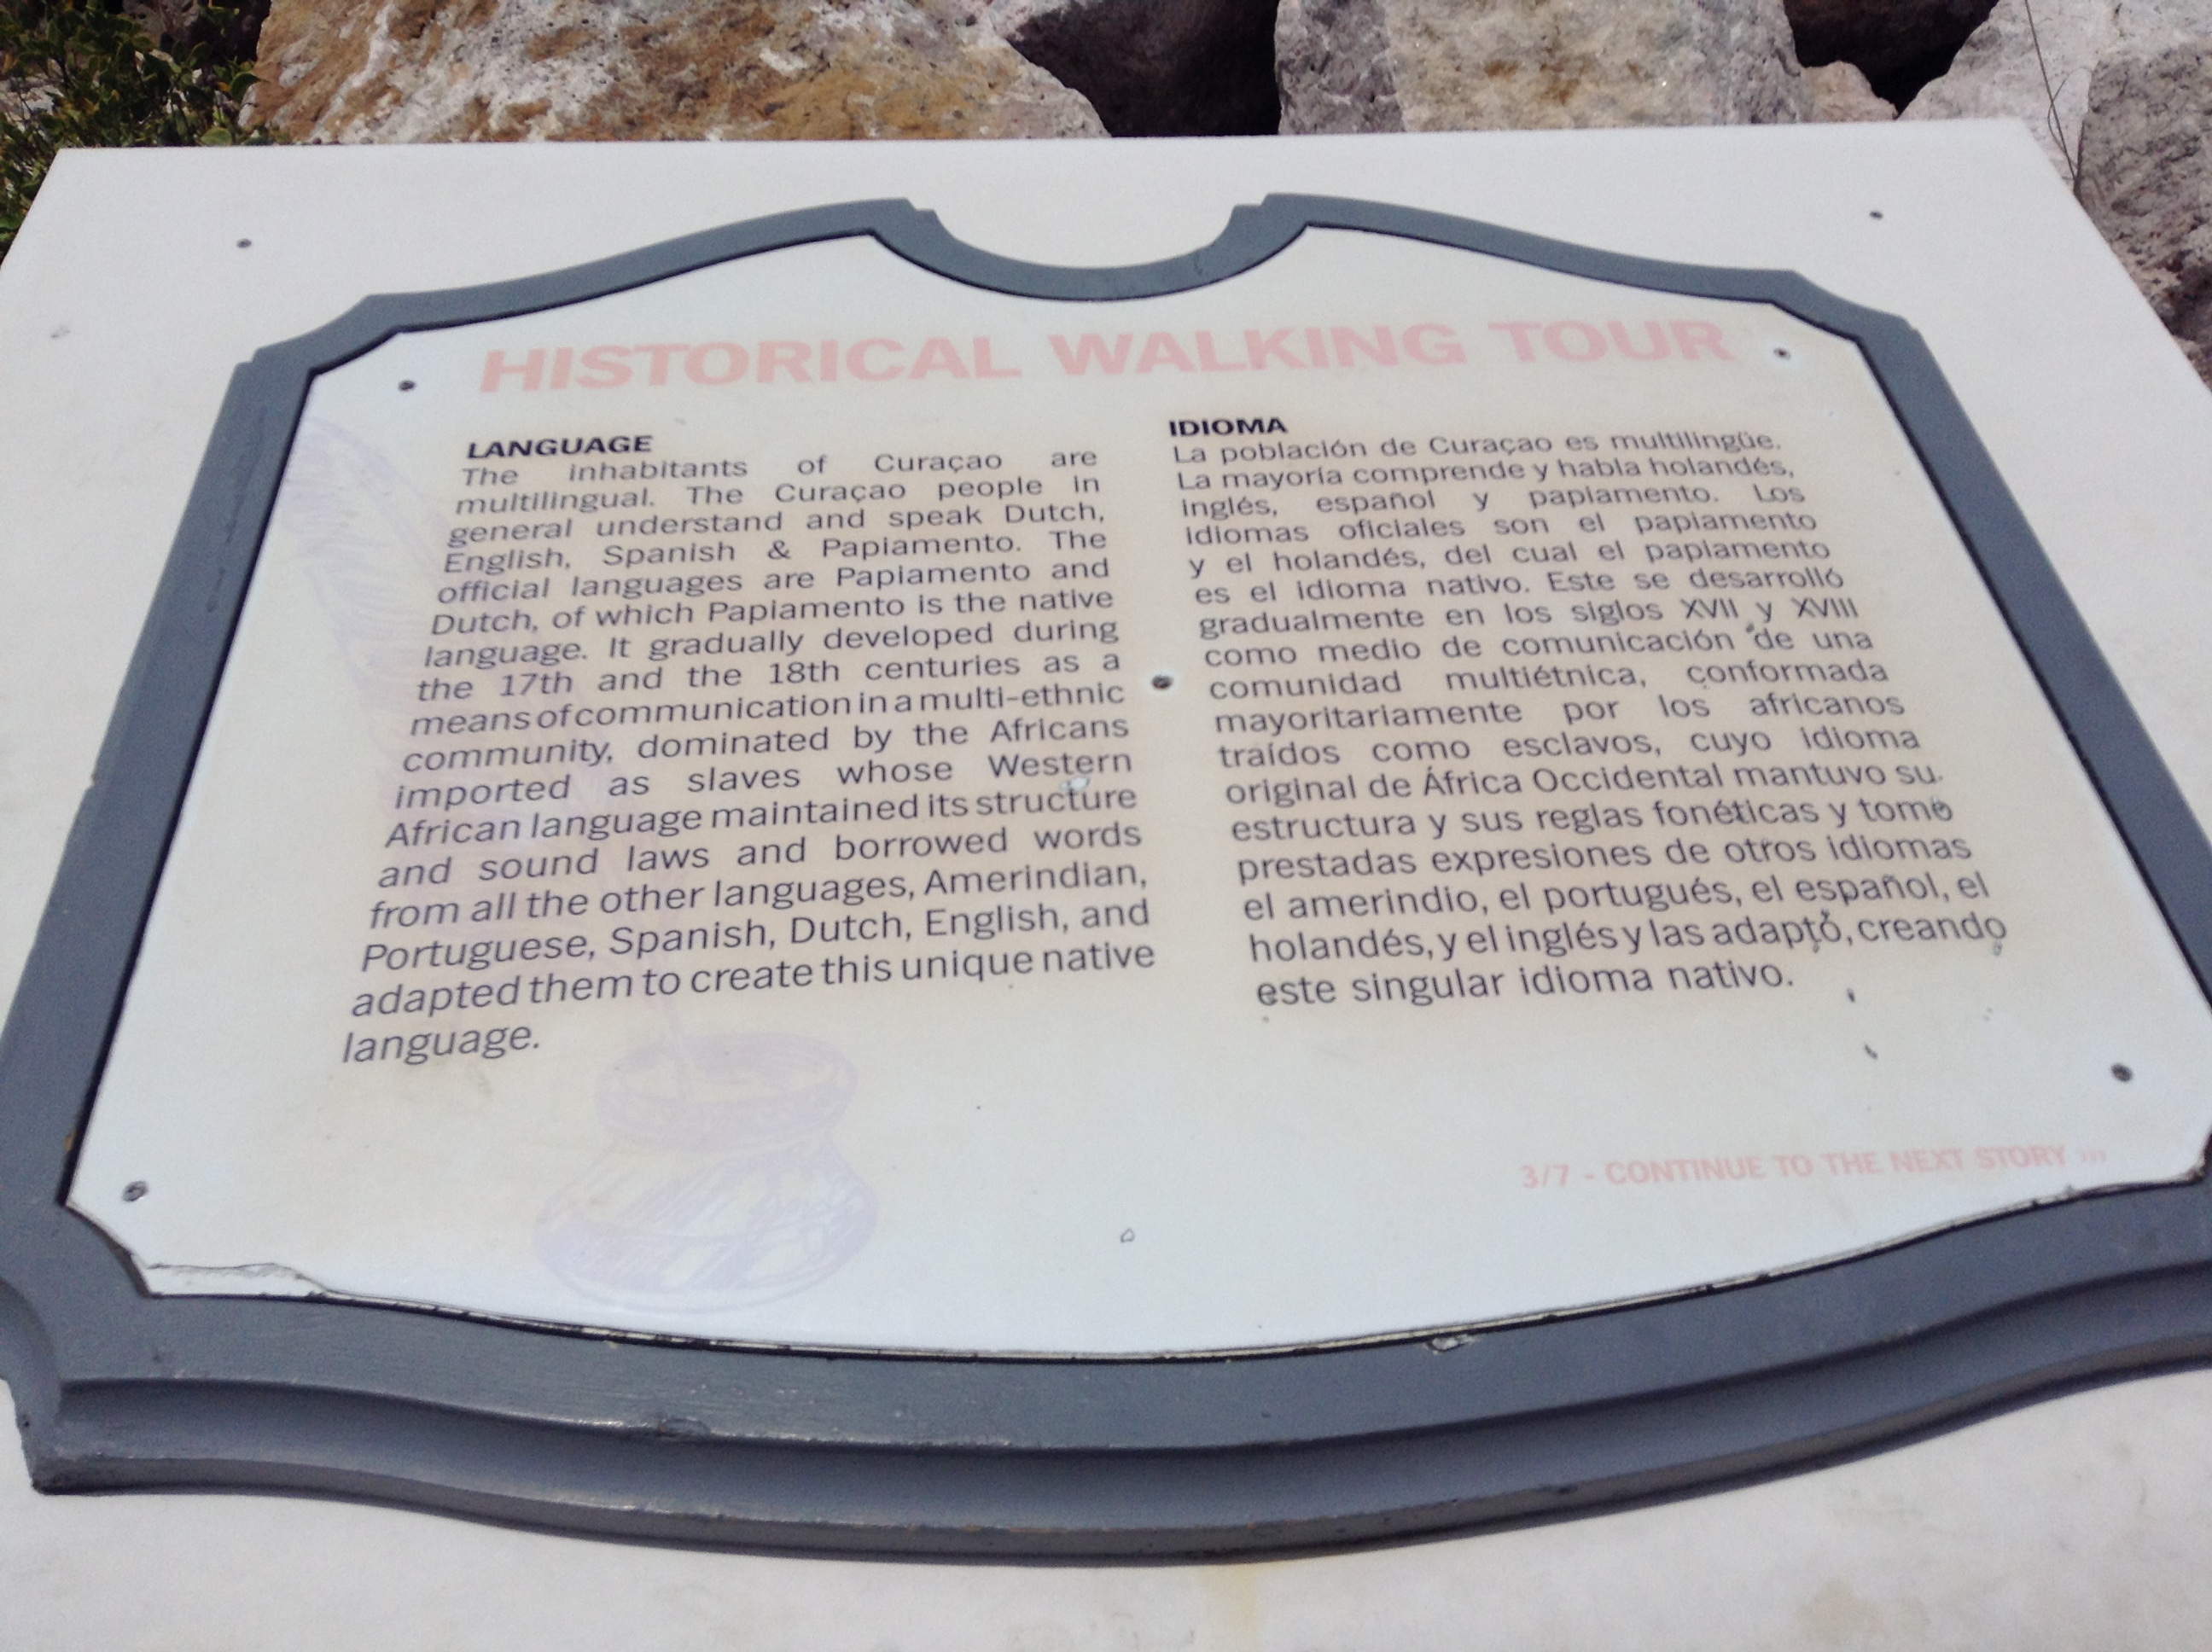 HISTORICAL WALKING TOUR
LANGUAGE
The inhabitants of Curaçao are
multilingual. The Curaçao people in
general understand and speak Dutch,
English, Spanish & Papiamento. The
official languages are Papiamento and
Dutch, of which Papiamento is the native
language. It gradually developed during
the 17th and the 18th centuries as a
means of communication in a multi-ethnic
community, dominated by the Africans
imported as slaves whose Western
African language maintained its structure
and sound laws and borrowed words
from all the other languages, Amerindian,
Portuguese, Spanish, Dutch, English, and
adapted them to create this unique native
language.
IDIOMA
La población de Curaçao es multilingüe.
La mayoría comprende y habla holandés,
inglés, español y papiamento. Los
idiomas oficiales son el papiamento
y el holandés, del cual el papiamento
es el idioma nativo. Este se desarrolló
gradualmente en los siglos XVII y XVIII
como medio de comunicación de una
comunidad multiétnica, conformada
mayoritariamente por los africanos
traídos como esclavos, cuyo idioma
original de África Occidental mantuvo su
estructura y sus reglas fonéticas y tomo
prestadas expresiones de otros idiomas
el amerindio, el portugués, el español, el
holandés, y el inglés y las adaptó, creando
este singular idioma nativo.
3/7 - CONTINUE TO THE NEXT STORY >>>